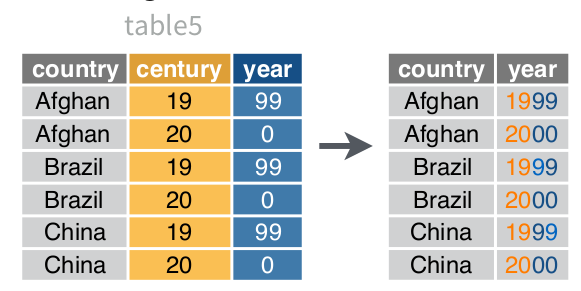 table5
country century year country year
Afghan 19 99 Afghan 1999
Afghan 20 0 Afghan 2000
Brazil 19 99 Brazil 1999
Brazil 20 0 Brazil 2000
China 19 99 China 1999
China 20 0 China 2000